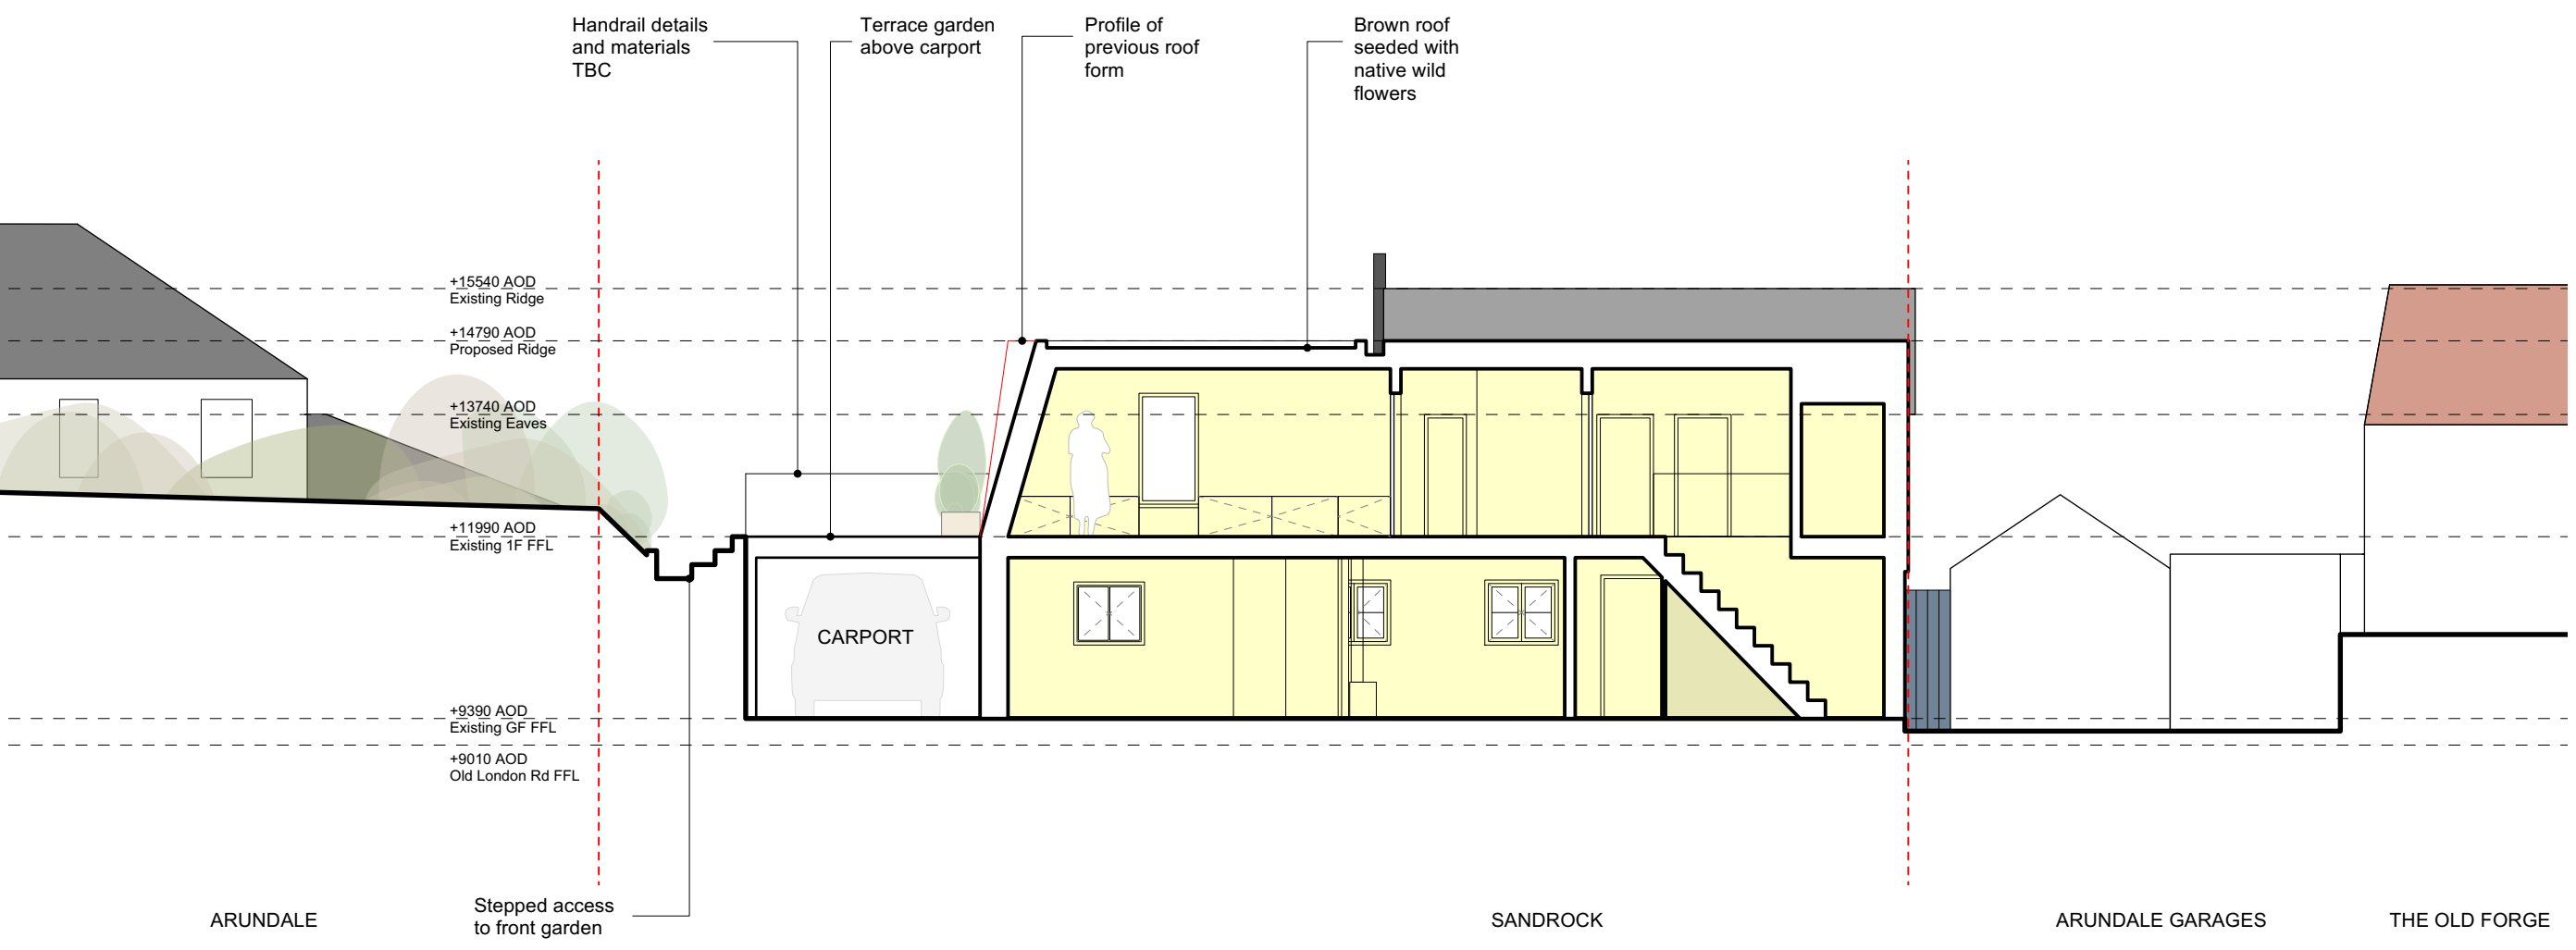 Handrail details
and materials
TBC
Terrace garden
above carport
Profile of
previous roof
form
Brown roof
seeded with
native wild
flowers
+15540 AOD
Existing Ridge
+14790 AOD
Proposed Ridge
+13740 AOD
Existing Eaves
+11990 AOD
Existing 1F FFL
CARPORT
+9390 AOD
Existing GF FFL
+9010 AOD
Old London Rd FFL
Stepped access
to front garden
ARUNDALE
SANDROCK
ARUNDALE GARAGES
THE OLD FORGE